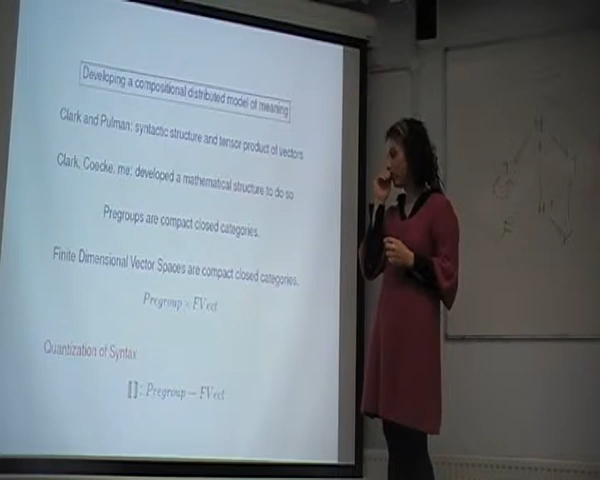 Developing a compositional distributed model of meaning
Clark and Pulman: syntactic structure and tensor product of vectors
Clark, Coecke, me: developed a mathematical structure to do so
Pregroups are compact closed categories.
Finite Dimensional Vector Spaces are compact closed categories.
Pregroup × FVect
Quantization of Syntax
[]: Pregroup → FVect